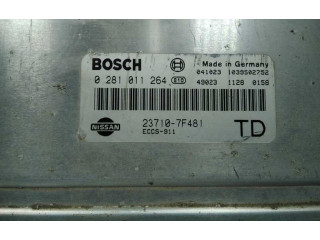 BOSCH
Made in Germany
0 281 011 264
041023 1039S02752
49023 1128 0158
NISSAN
23710-7F481
ECCS-911
TD